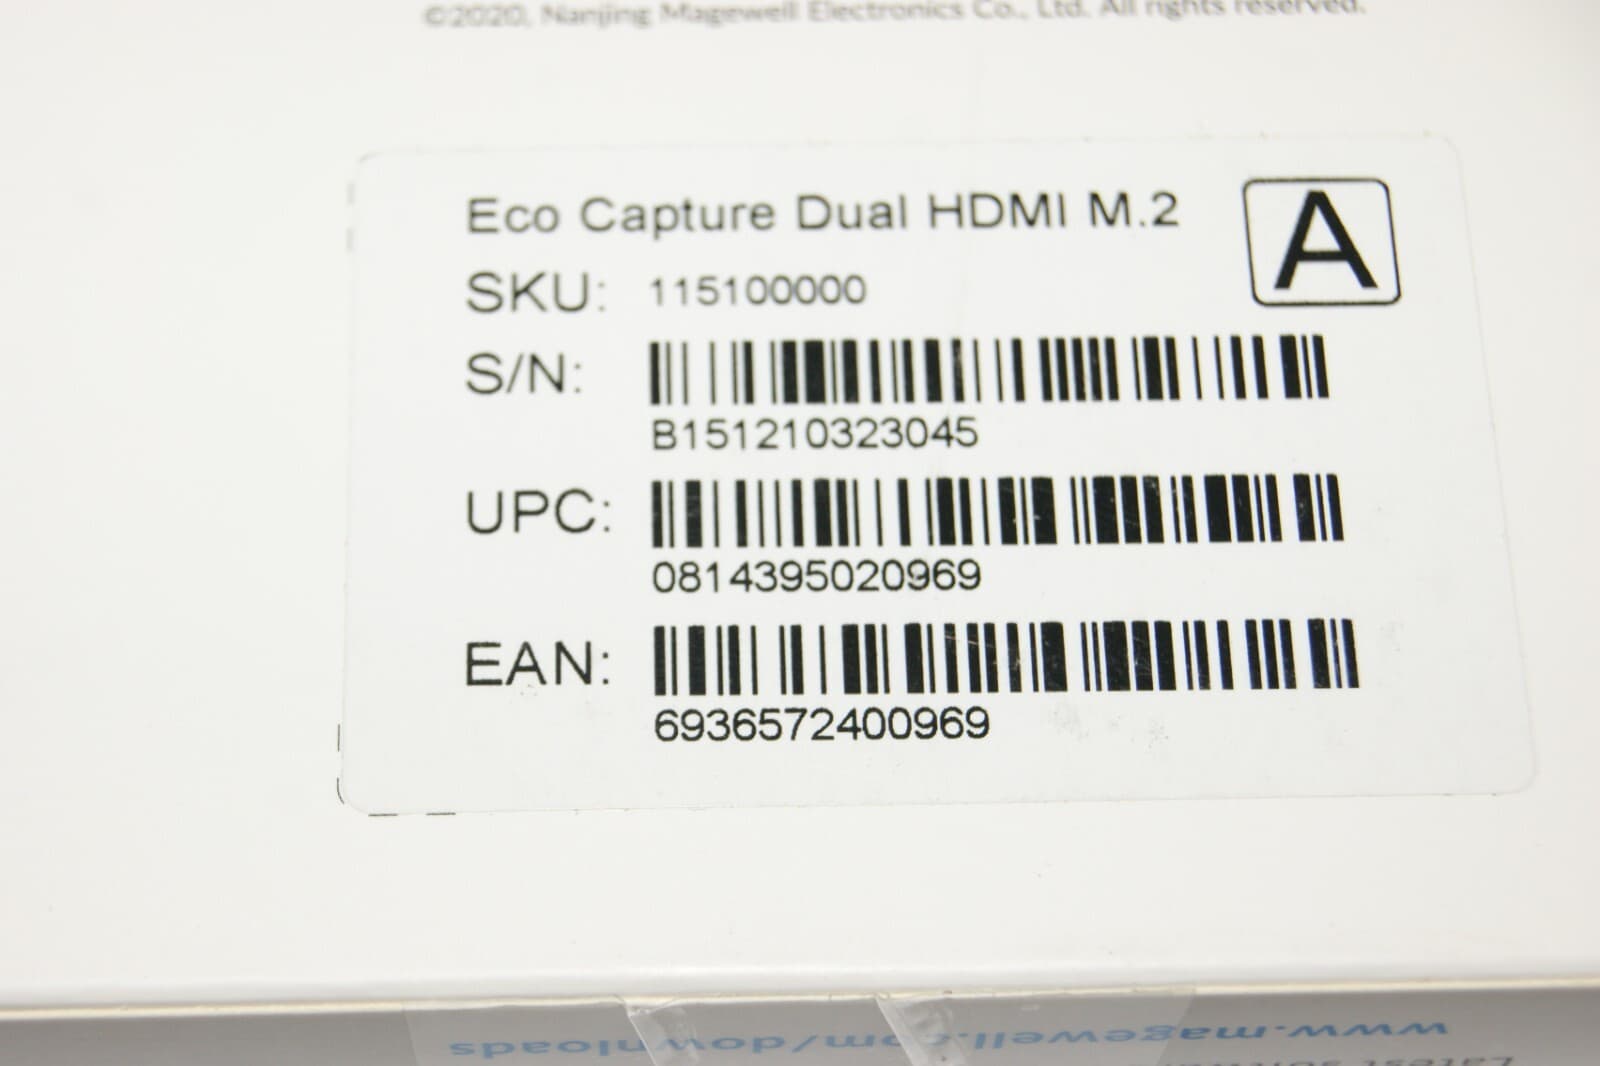 ©2020, Nanjing Magewell Electronics Co., Ltd. All rights reserved.
Eco Capture Dual HDMI M.2
A
SKU: 115100000
S/N:
B151210323045
UPC:
0814395020969
EAN:
6936572400969
www.magewell.com/downloads